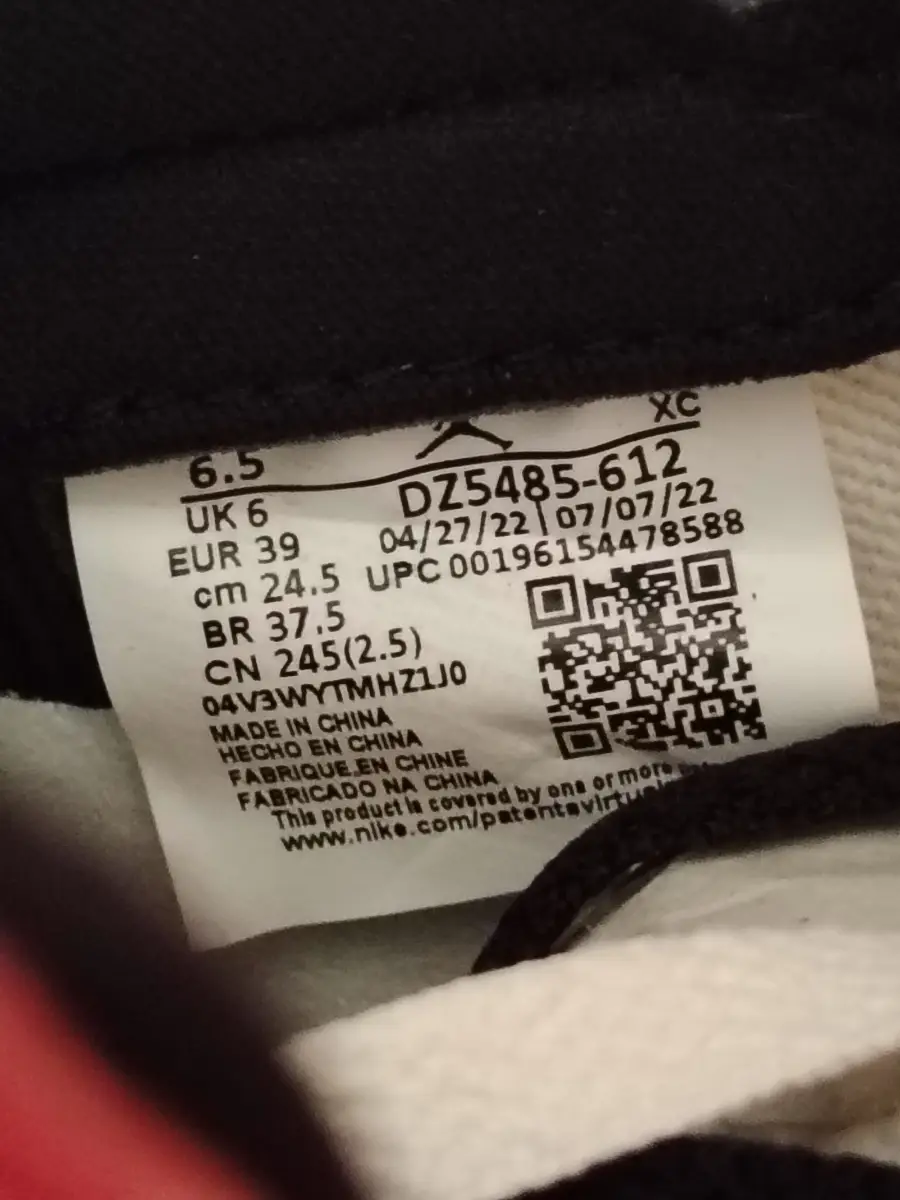 XC
6.5
UK 6
EUR 39
cm 24.5
BR 37.5
CN 245(2.5)
DZ5485-612
04/27/22 | 07/07/22
UPC 00196154478588
04V3WYTMHZ1J0
MADE IN CHINA
HECHO EN CHINA
FABRIQUE EN CHINE
FABRICADO NA CHINA
This product is covered by one or more
www.nike.com/patents